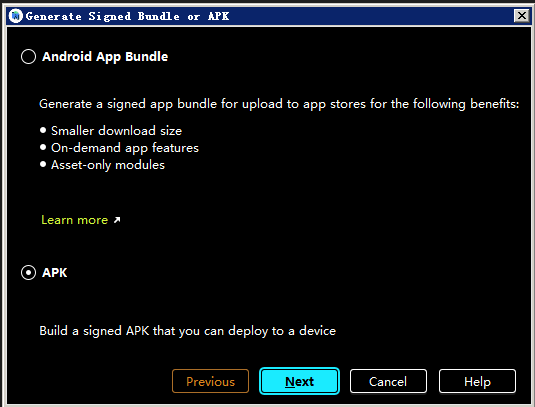 Generate Signed Bundle or APK
Android App Bundle
Generate a signed app bundle for upload to app stores for the following benefits:
• Smaller download size
• On-demand app features
• Asset-only modules
Learn more ↗
APK
Build a signed APK that you can deploy to a device
Previous Next Cancel Help